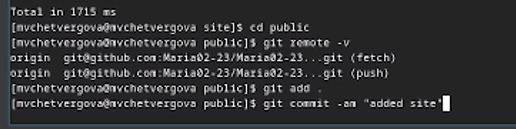 Total in 1715 ms
[mvchetvergova@mvchetvergova site]$ cd public
[mvchetvergova@mvchetvergova public]$ git remote -v
origin  git@github.com:Maria02-23/Maria02-23...git (fetch)
origin  git@github.com:Maria02-23/Maria02-23...git (push)
[mvchetvergova@mvchetvergova public]$ git add .
[mvchetvergova@mvchetvergova public]$ git commit -am "added site"